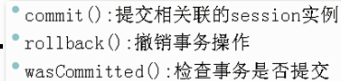 commit():提交相关联的session实例
rollback():撤销事务操作
wasCommitted():检查事务是否提交